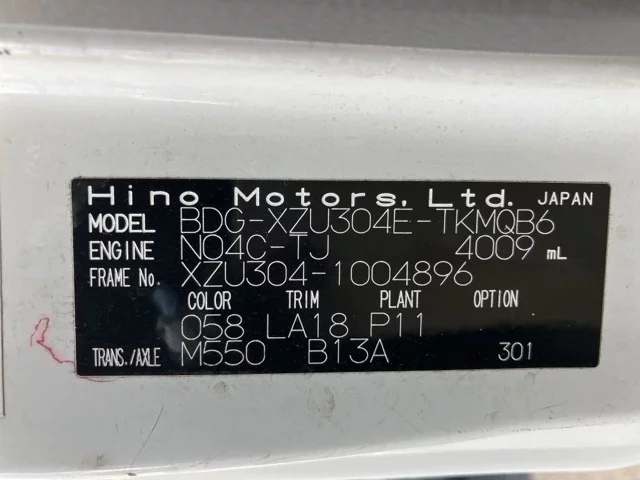 Hino Motors, Ltd. JAPAN
MODEL BDG-XZU304E-TKMQB6
ENGINE N04C-TJ 4009 mL
FRAME No. XZU304-1004896
COLOR TRIM PLANT OPTION
058 LA18 P11
TRANS./AXLE M550 B13A 301